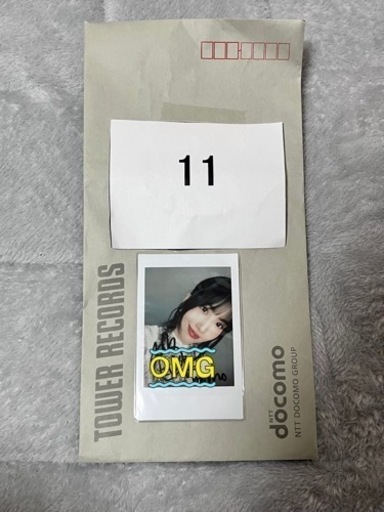 11
TOWER RECORDS
OMG
NTT
docomo
NTT DOCOMO GROUP